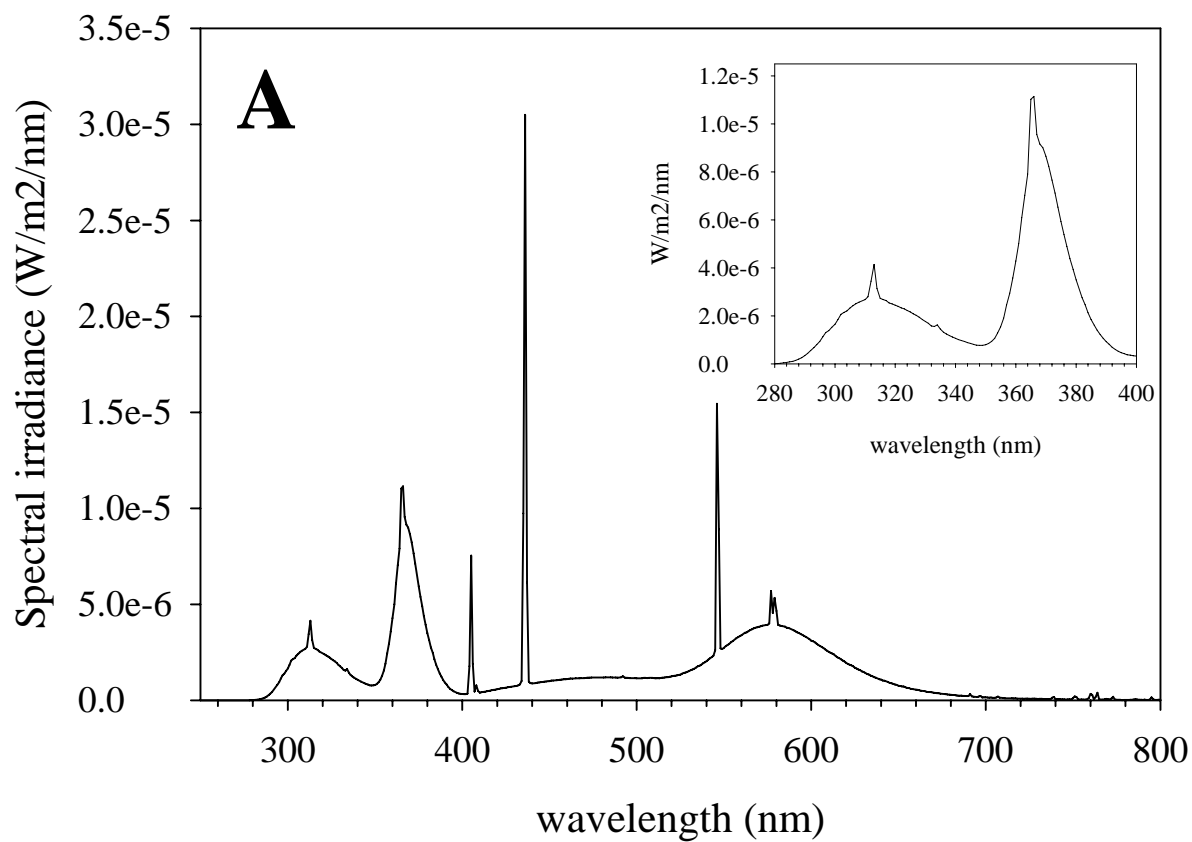 A
Spectral irradiance (W/m2/nm)
3.5e-5
3.0e-5
2.5e-5
2.0e-5
1.5e-5
1.0e-5
5.0e-6
0.0
300 400 500 600 700 800
wavelength (nm)
W/m2/nm
1.2e-5
1.0e-5
8.0e-6
6.0e-6
4.0e-6
2.0e-6
0.0
280 300 320 340 360 380 400
wavelength (nm)